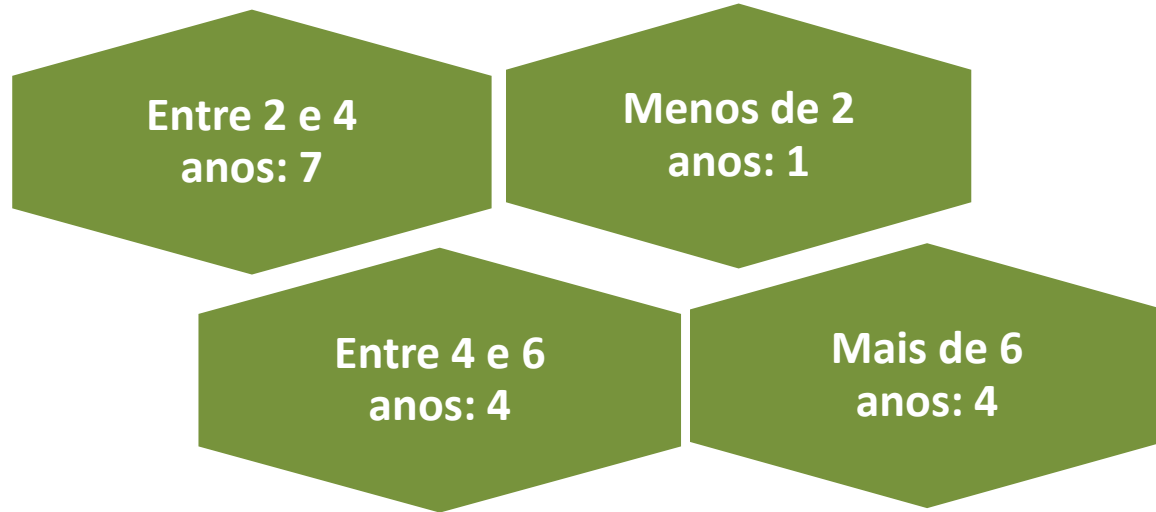 Entre 2 e 4
anos: 7
Menos de 2
anos: 1
Entre 4 e 6
anos: 4
Mais de 6
anos: 4